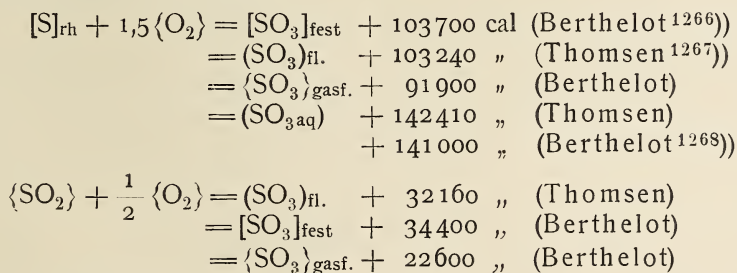 [S]rh + 1,5{O2} = [SO3]fest + 103700 cal (Berthelot 1266))
= (SO3)fl. + 103240 „ (Thomsen 1267))
= {SO3}gasf. + 91900 „ (Berthelot)
= (SO3aq) + 142410 „ (Thomsen)
+ 141000 „ (Berthelot 1268))
{SO2} + 1/2 {O2} = (SO3)fl. + 32160 „ (Thomsen)
= [SO3]fest + 34400 „ (Berthelot)
= {SO3}gasf. + 22600 „ (Berthelot)